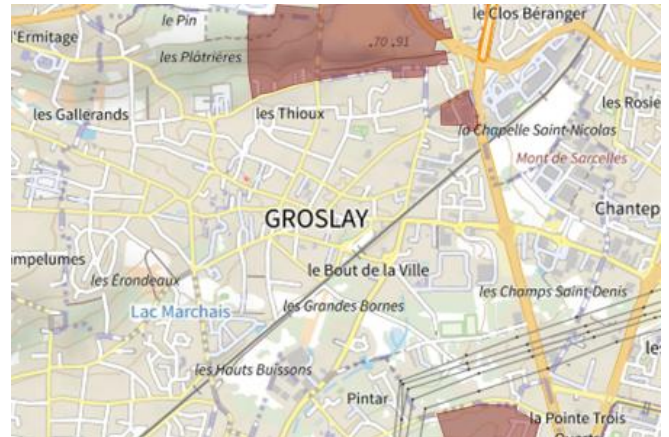 le Clos Béranger
le Pin
l'Ermitage
.70 .91
les Plâtrières
les Rosie
les Gallerands
les Thioux
la Chapelle Saint-Nicolas
Mont de Sarcelles
Chantep
GROSLAY
ampelumes
le Bout de la Ville
les Érondeaux
les Champs Saint-Denis
les Grandes Bornes
Lac Marchais
les
les Hauts Buissons
Pintar
la Pointe Trois